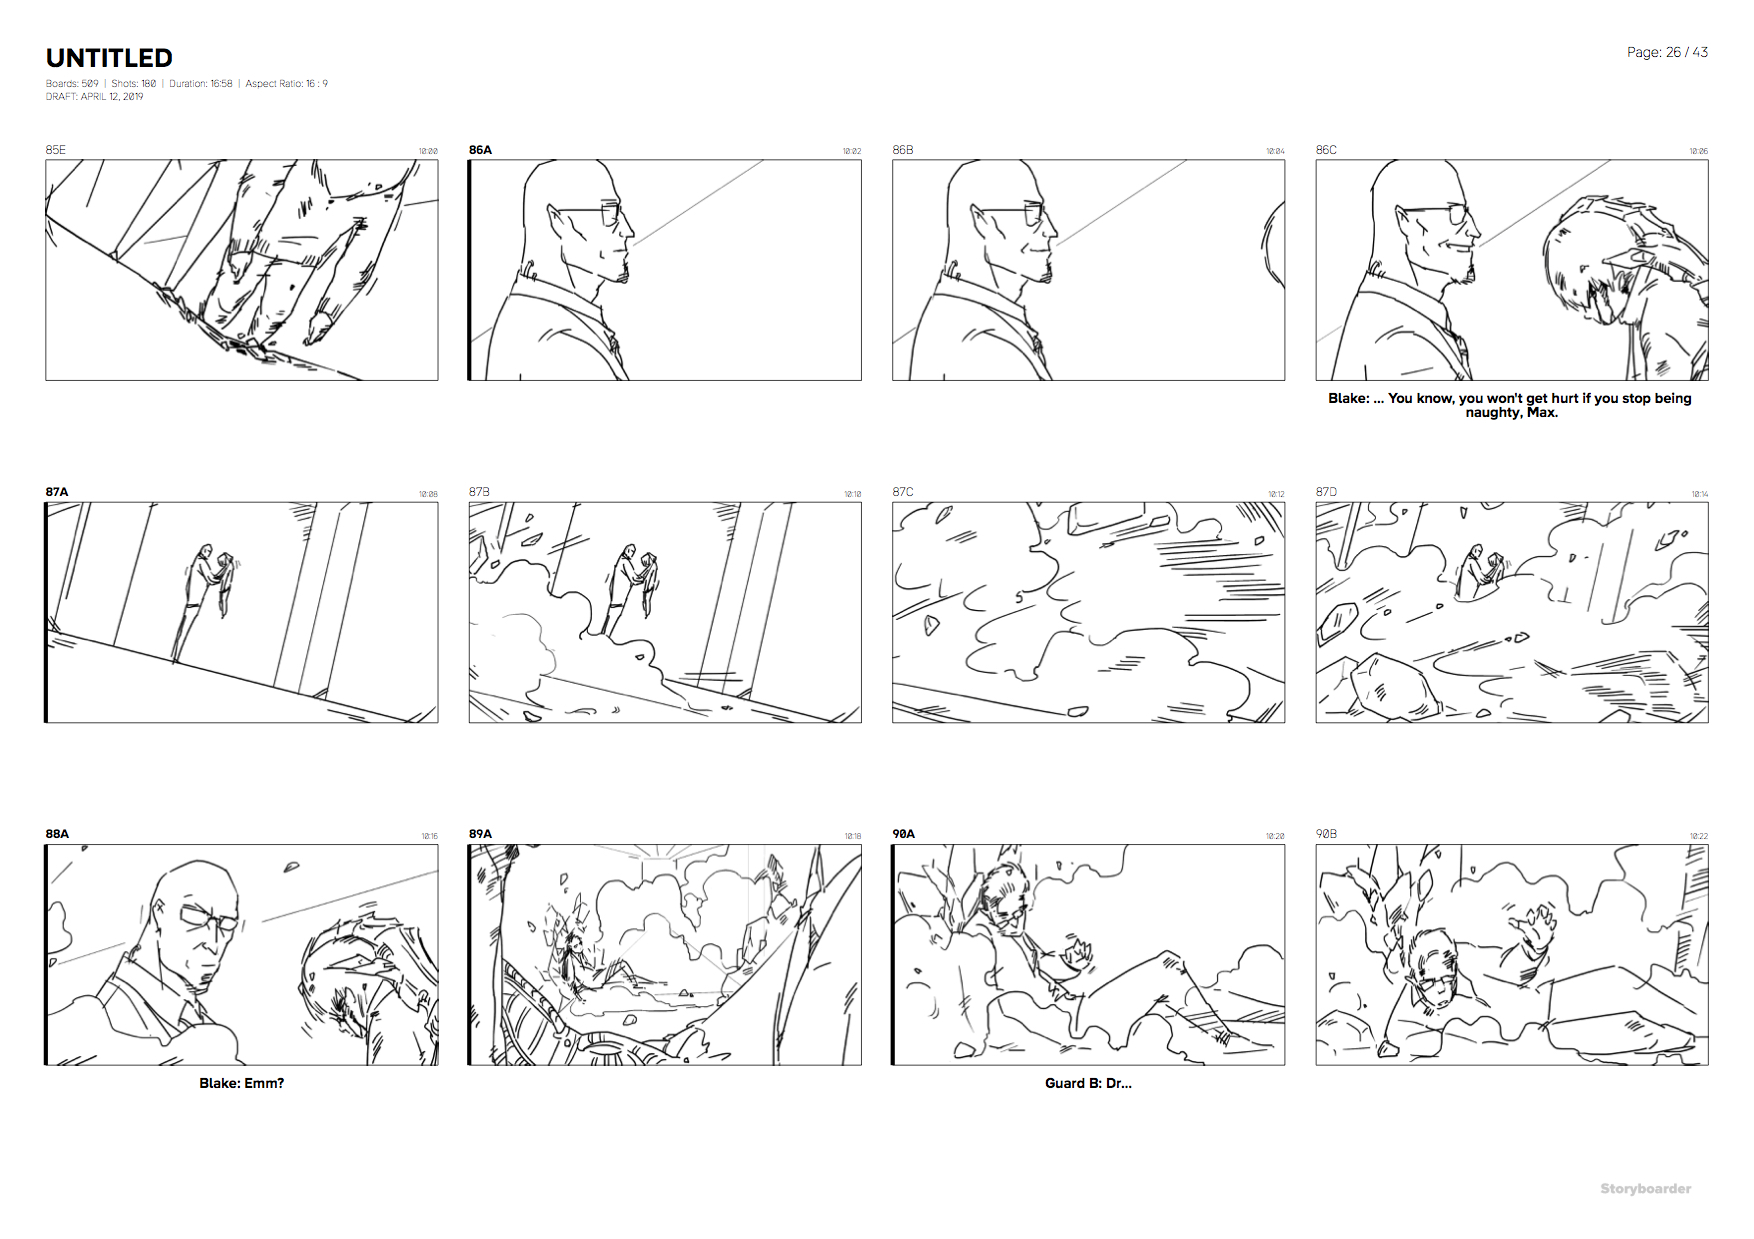 UNTITLED
Page: 26 / 43
Boards: 509 | Shots: 180 | Duration: 16:58 | Aspect Ratio: 16 : 9
DRAFT: APRIL 12, 2019
85E 10:00
86A 10:02
86B 10:04
86C 10:06
Blake: ... You know, you won't get hurt if you stop being
naughty, Max.
87A 10:08
87B 10:10
87C 10:12
87D 10:14
88A 10:16
89A 10:18
90A 10:20
90B 10:22
Blake: Emm?
Guard B: Dr...
Storyboarder